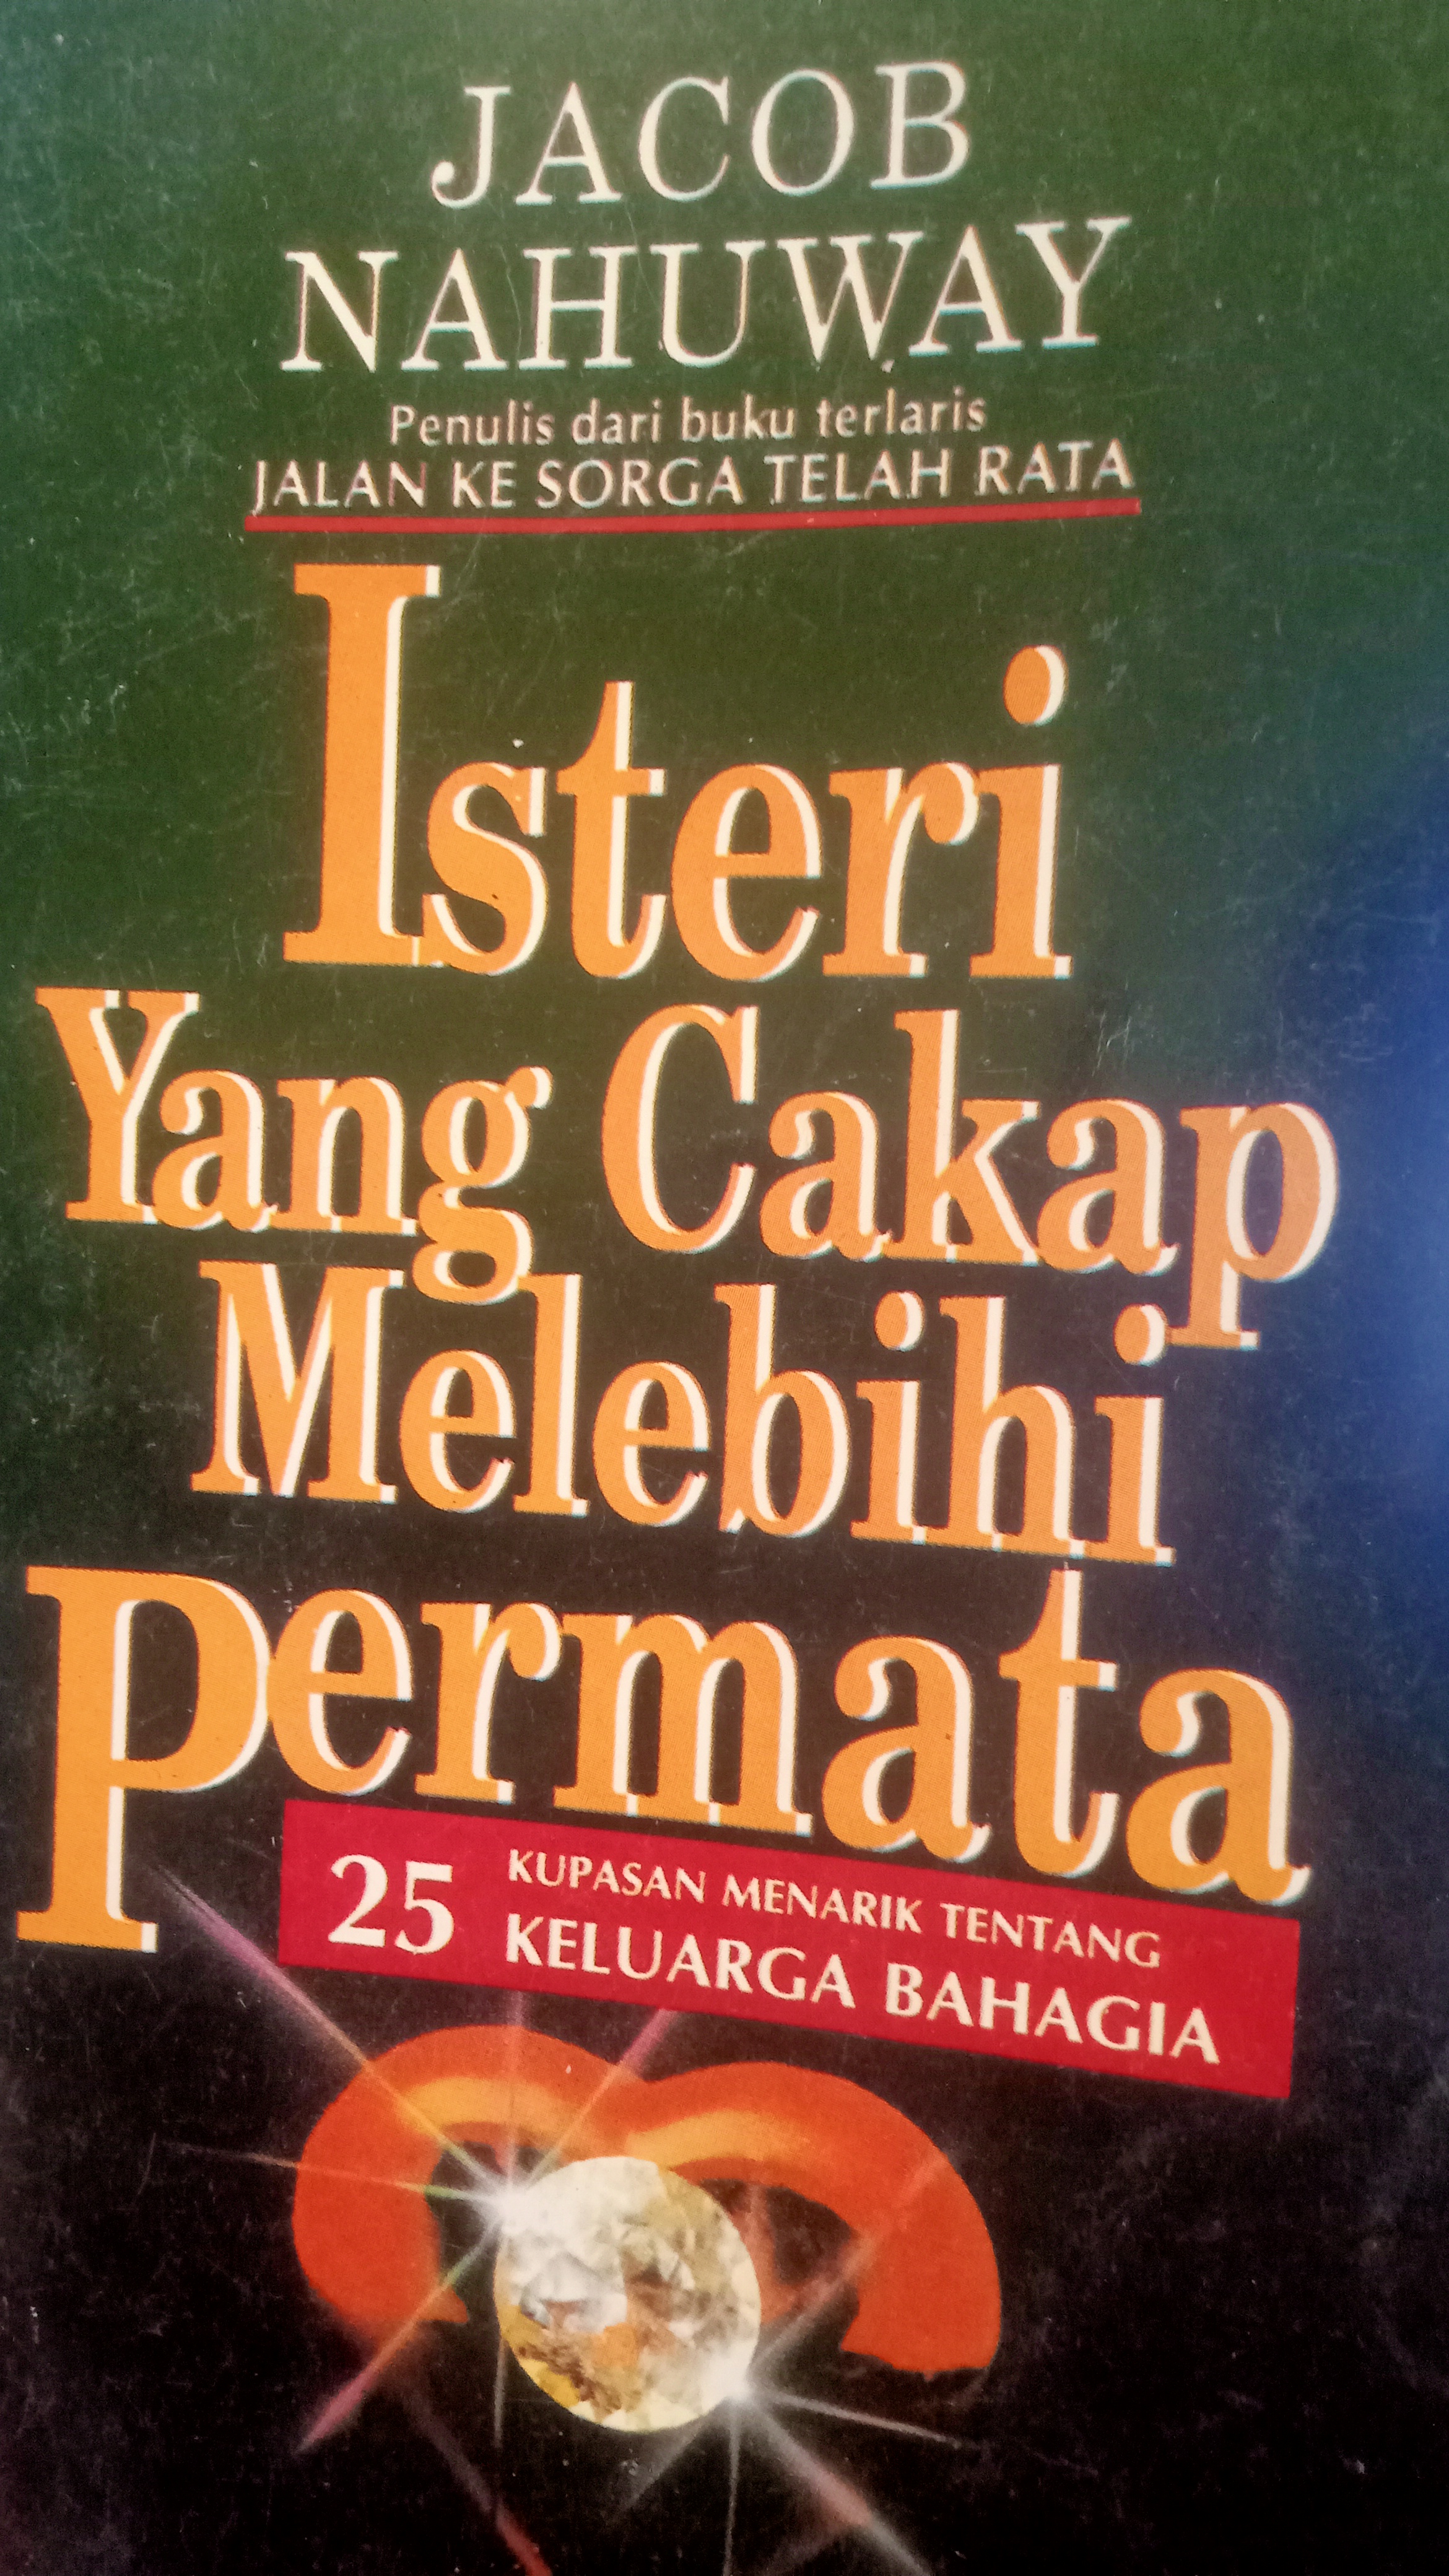 JACOB
NAHUWAY
Penulis dari buku terlaris
JALAN KE SORGA TELAH RATA
Isteri
Yang Cakap
Melebihi
Permata
25 KUPASAN MENARIK TENTANG
KELUARGA BAHAGIA